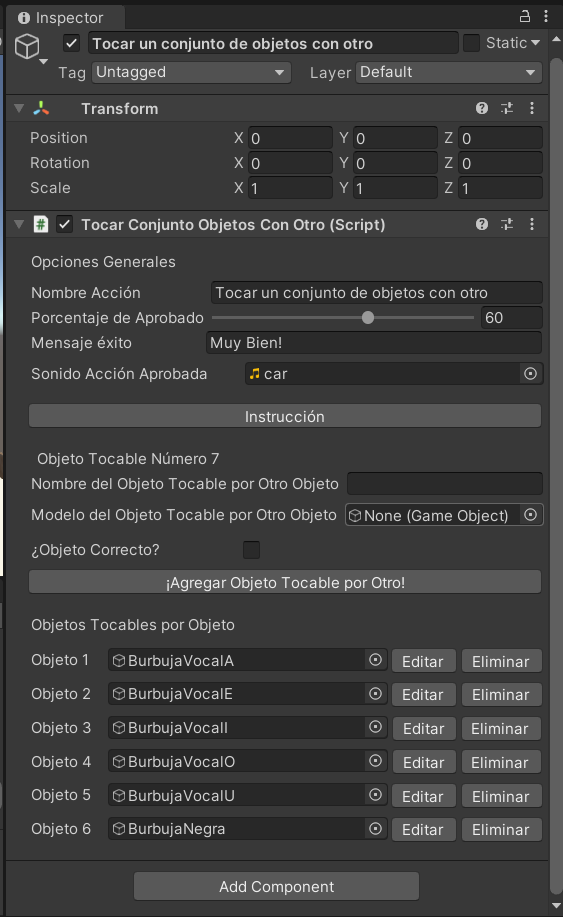 Inspector
Tocar un conjunto de objetos con otro Static
Tag Untagged Layer Default
Transform
Position X 0 Y 0 Z 0
Rotation X 0 Y 0 Z 0
Scale X 1 Y 1 Z 1
# Tocar Conjunto Objetos Con Otro (Script)
Opciones Generales
Nombre Acción Tocar un conjunto de objetos con otro
Porcentaje de Aprobado 60
Mensaje éxito Muy Bien!
Sonido Acción Aprobada car
Instrucción
Objeto Tocable Número 7
Nombre del Objeto Tocable por Otro Objeto
Modelo del Objeto Tocable por Otro Objeto None (Game Object)
¿Objeto Correcto?
¡Agregar Objeto Tocable por Otro!
Objetos Tocables por Objeto
Objeto 1 BurbujaVocalA Editar Eliminar
Objeto 2 BurbujaVocalE Editar Eliminar
Objeto 3 BurbujaVocalI Editar Eliminar
Objeto 4 BurbujaVocalO Editar Eliminar
Objeto 5 BurbujaVocalU Editar Eliminar
Objeto 6 BurbujaNegra Editar Eliminar
Add Component